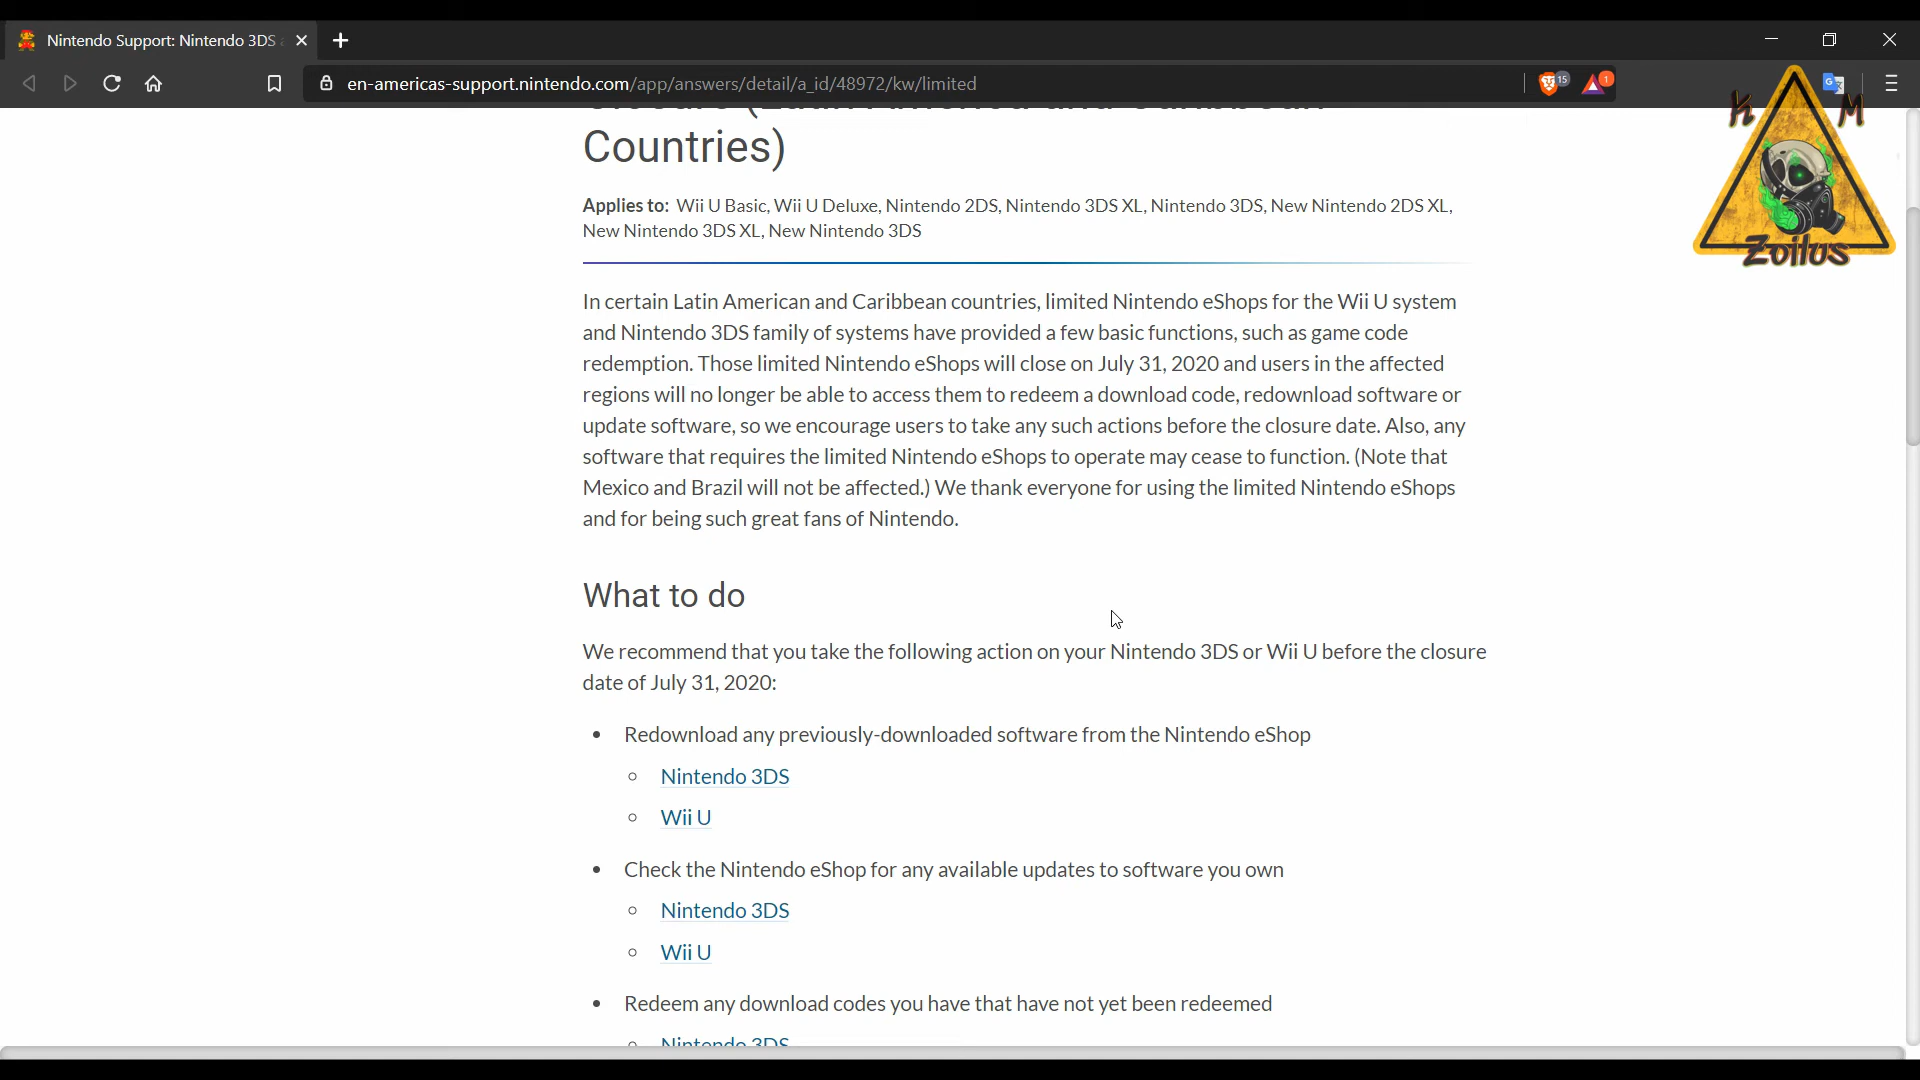 Nintendo Support: Nintendo 3DS
en-americas-support.nintendo.com/app/answers/detail/a_id/48972/kw/limited
15
1
K M
Zoilus
Countries)
Applies to: Wii U Basic, Wii U Deluxe, Nintendo 2DS, Nintendo 3DS XL, Nintendo 3DS, New Nintendo 2DS XL,
New Nintendo 3DS XL, New Nintendo 3DS
In certain Latin American and Caribbean countries, limited Nintendo eShops for the Wii U system
and Nintendo 3DS family of systems have provided a few basic functions, such as game code
redemption. Those limited Nintendo eShops will close on July 31, 2020 and users in the affected
regions will no longer be able to access them to redeem a download code, redownload software or
update software, so we encourage users to take any such actions before the closure date. Also, any
software that requires the limited Nintendo eShops to operate may cease to function. (Note that
Mexico and Brazil will not be affected.) We thank everyone for using the limited Nintendo eShops
and for being such great fans of Nintendo.
What to do
We recommend that you take the following action on your Nintendo 3DS or Wii U before the closure
date of July 31, 2020:
• Redownload any previously-downloaded software from the Nintendo eShop
Nintendo 3DS
Wii U
• Check the Nintendo eShop for any available updates to software you own
Nintendo 3DS
Wii U
• Redeem any download codes you have that have not yet been redeemed
Nintendo 3DS